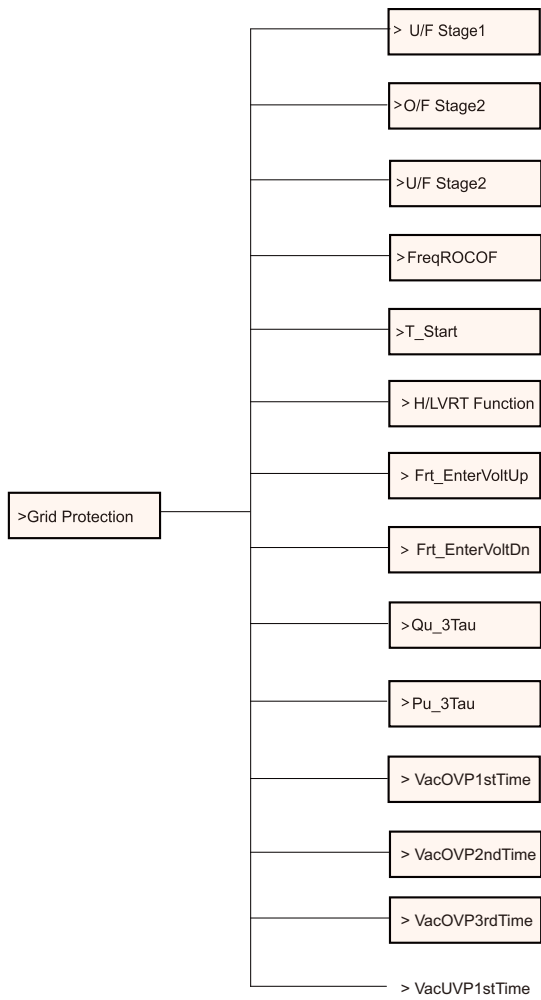 > U/F Stage1
>O/F Stage2
>U/F Stage2
>FreqROCOF
>T_Start
> H/LVRT Function
> Frt_EnterVoltUp
>Grid Protection
> Frt_EnterVoltDn
>Qu_3Tau
>Pu_3Tau
> VacOVP1stTime
> VacOVP2ndTime
> VacOVP3rdTime
> VacUVP1stTime